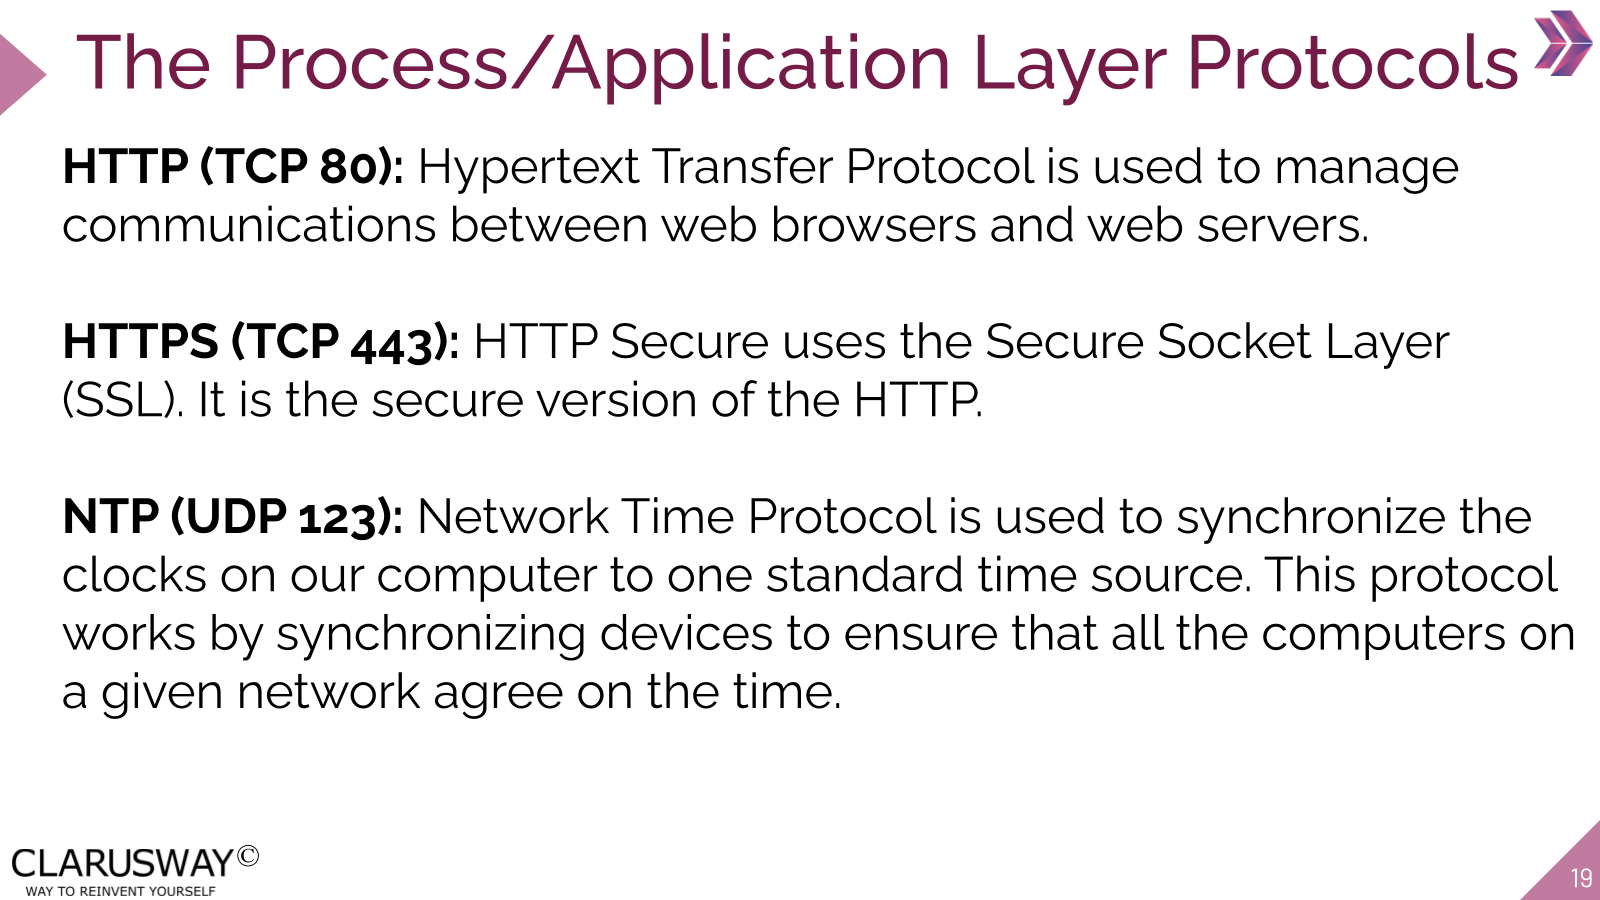 The Process/Application Layer Protocols
HTTP (TCP 80): Hypertext Transfer Protocol is used to manage
communications between web browsers and web servers.
HTTPS (TCP 443): HTTP Secure uses the Secure Socket Layer
(SSL). It is the secure version of the HTTP.
NTP (UDP 123): Network Time Protocol is used to synchronize the
clocks on our computer to one standard time source. This protocol
works by synchronizing devices to ensure that all the computers on
a given network agree on the time.
CLARUSWAY©
WAY TO REINVENT YOURSELF
19